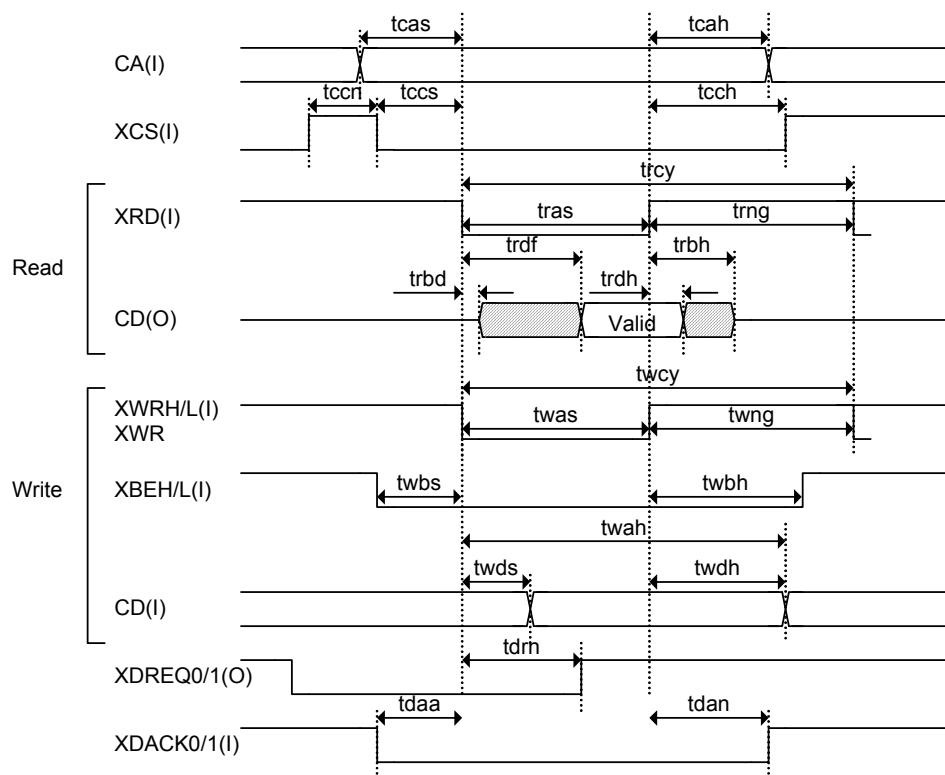 tcas tcah
CA(I)
tccn tccs tcch
XCS(I)
trcy
XRD(I) tras trng
Read
trdf trbh
trbd trdh
CD(O) Valid
twcy
XWRH/L(I)
twas twng
XWR
Write
XBEH/L(I) twbs twbh
twah
twds twdh
CD(I)
tdrn
XDREQ0/1(O)
tdaa tdan
XDACK0/1(I)